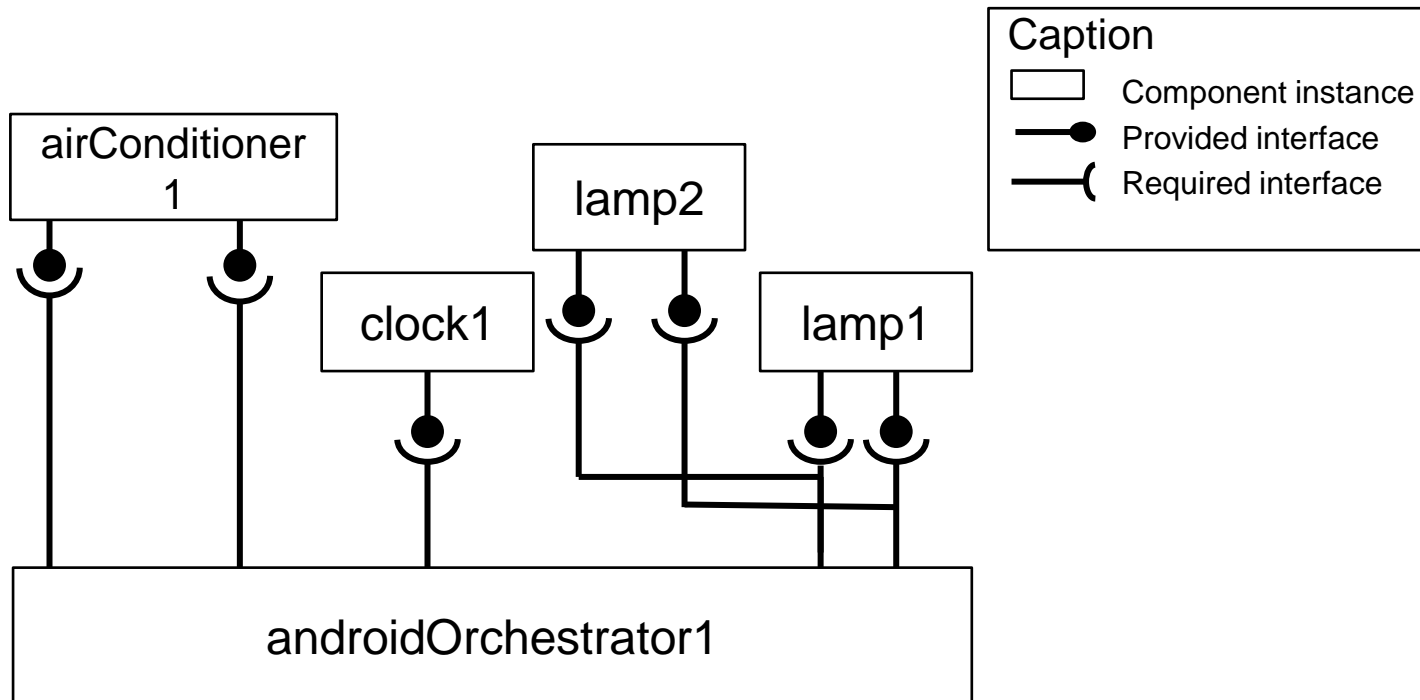 Caption
Component instance
Provided interface
Required interface
airConditioner
1
lamp2
clock1
lamp1
androidOrchestrator1